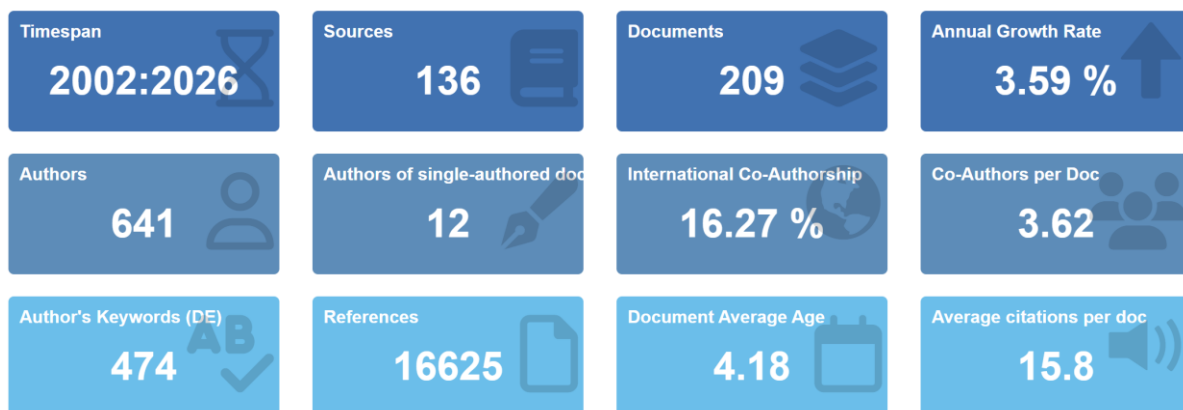 Timespan
2002:2026
Sources
136
Documents
209
Annual Growth Rate
3.59 %
Authors
641
Authors of single-authored doc
12
International Co-Authorship
16.27 %
Co-Authors per Doc
3.62
Author's Keywords (DE)
474
AB
References
16625
Document Average Age
4.18
Average citations per doc
15.8